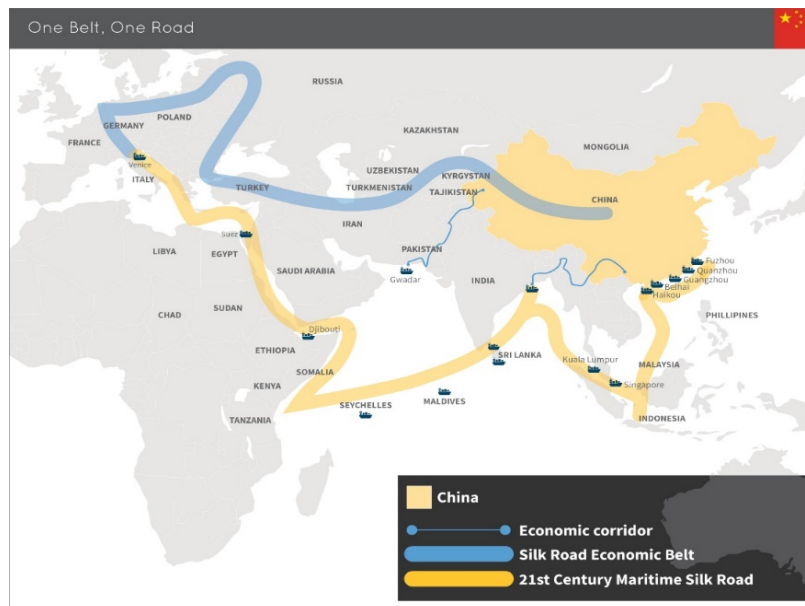 One Belt, One Road
RUSSIA
POLAND
GERMANY
FRANCE
KAZAKHSTAN
MONGOLIA
Venice
ITALY
UZBEKISTAN
KYRGYSTAN
TURKEY
TURKMENISTAN
TAJIKISTAN
CHINA
IRAN
Suez
LIBYA
EGYPT
PAKISTAN
Gwadar
SAUDI ARABIA
INDIA
Fuzhou
Quanzhou
Guangzhou
Beihai
Haikou
SUDAN
CHAD
PHILLIPINES
Djibouti
ETHIOPIA
SRI LANKA
Kuala Lumpur
MALAYSIA
SOMALIA
KENYA
Singapore
SEYCHELLES
MALDIVES
TANZANIA
INDONESIA
China
Economic corridor
Silk Road Economic Belt
21st Century Maritime Silk Road